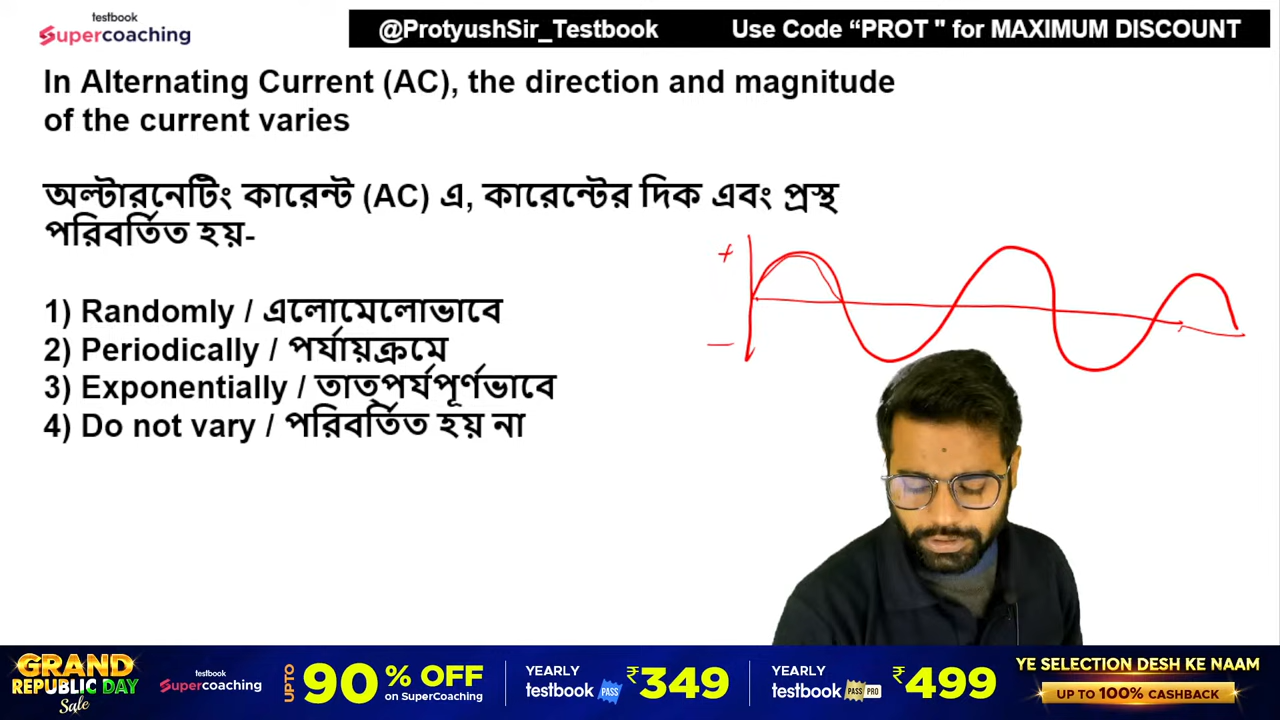 testbook
Supercoaching
@ProtyushSir_Testbook Use Code “PROT " for MAXIMUM DISCOUNT
In Alternating Current (AC), the direction and magnitude
of the current varies
অল্টারনেটিং কারেন্ট (AC) এ, কারেন্টের দিক এবং প্রস্থ
পরিবর্তিত হয়-
+
-
1) Randomly / এলোমেলোভাবে
2) Periodically / পর্যায়ক্রমে
3) Exponentially / তাত্পর্যপূর্ণভাবে
4) Do not vary / পরিবর্তিত হয় না
GRAND
REPUBLIC DAY
Sale
testbook
Supercoaching
UPTO 90% OFF
on SuperCoaching
YEARLY
testbook PASS ₹349
YEARLY
testbook PASS PRO ₹499
YE SELECTION DESH KE NAAM
UP TO 100% CASHBACK